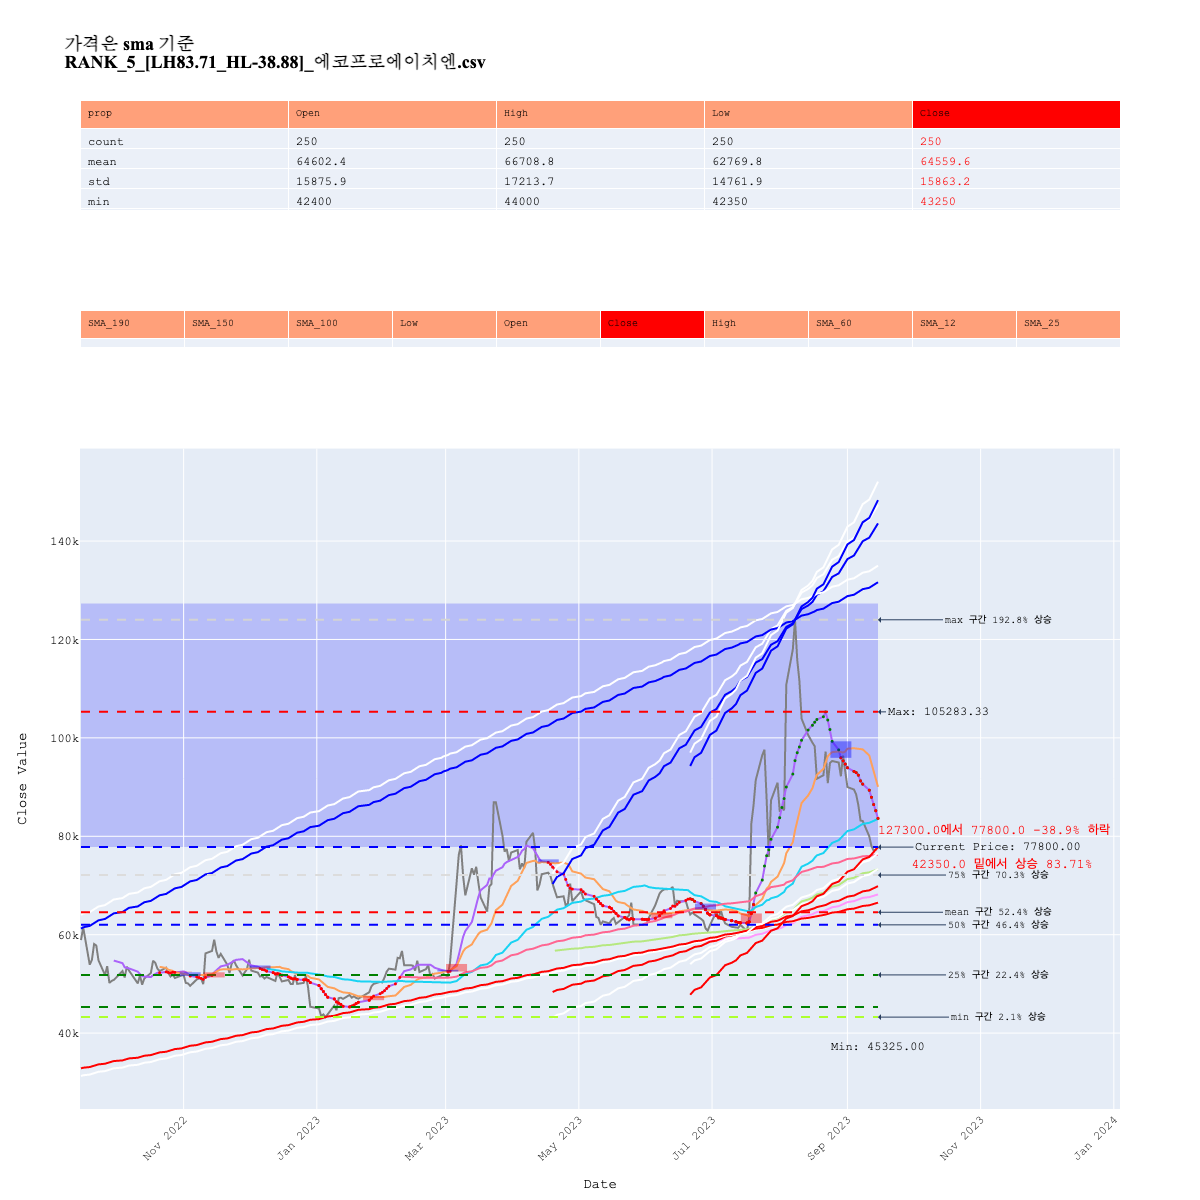 가격은 sma 기준
RANK_5_[LH83.71_HL-38.88]_에코프로에이치엔.csv
prop Open High Low Close
count 250 250 250 250
mean 64602.4 66708.8 62769.8 64559.6
std 15875.9 17213.7 14761.9 15863.2
min 42400 44000 42350 43250
SMA_190 SMA_150 SMA_100 Low Open Close High SMA_60 SMA_12 SMA_25
140k
120k
100k
80k
60k
40k
Close Value
max 구간 192.8% 상승
Max: 105283.33
127300.0에서 77800.0 -38.9% 하락
Current Price: 77800.00
42350.0 밑에서 상승 83.71%
75% 구간 70.3% 상승
mean 구간 52.4% 상승
50% 구간 46.4% 상승
25% 구간 22.4% 상승
min 구간 2.1% 상승
Min: 45325.00
Nov 2022
Jan 2023
Mar 2023
May 2023
Jul 2023
Sep 2023
Nov 2023
Jan 2024
Date